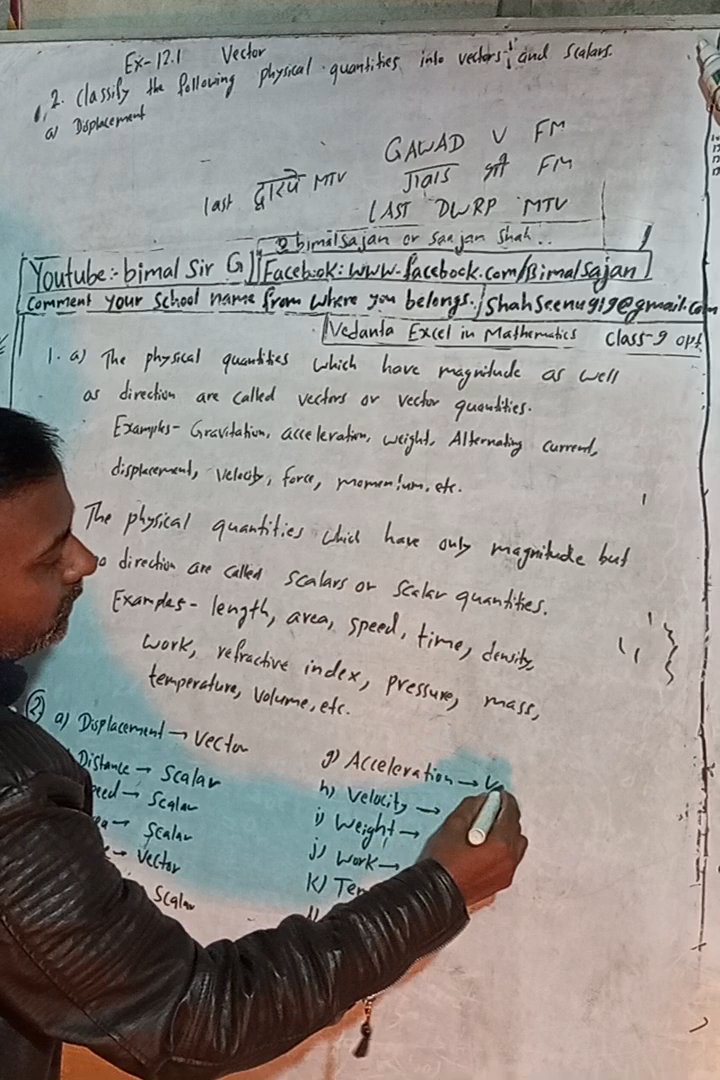 Ex-12.1 Vector
2. Classify the following physical quantities into vectors and scalars.
a) Displacement
GAWAD V FM
last द्वारपे MTV गावाड भी FM
LAST DWRP MTV
bimalsajan or Sanjan Shah..
Youtube:- bimal Sir G Facebook: www.facebook.com/Bimalsajan
Comment your School name from where you belongs. / Shahseenu919@gmail.com
Vedanta Excel in Mathematics Class-9 opt.
1. a) The physical quantities which have magnitude as well
as direction are called vectors or vector quantities.
Examples- Gravitation, acceleration, weight, Alternating current,
displacement, velocity, force, momentum, etc.
The physical quantities which have only magnitude but
o direction are called scalars or scalar quantities.
Examples- length, area, speed, time, density,
work, refractive index, pressure, mass,
temperature, volume, etc.
② a) Displacement → Vector
Distance → Scalar
peed → Scalar
ea → Scalar
e → Vector
Scalar
g) Acceleration → Ve
h) Velocity →
i) Weight →
j) Work →
k) Tem